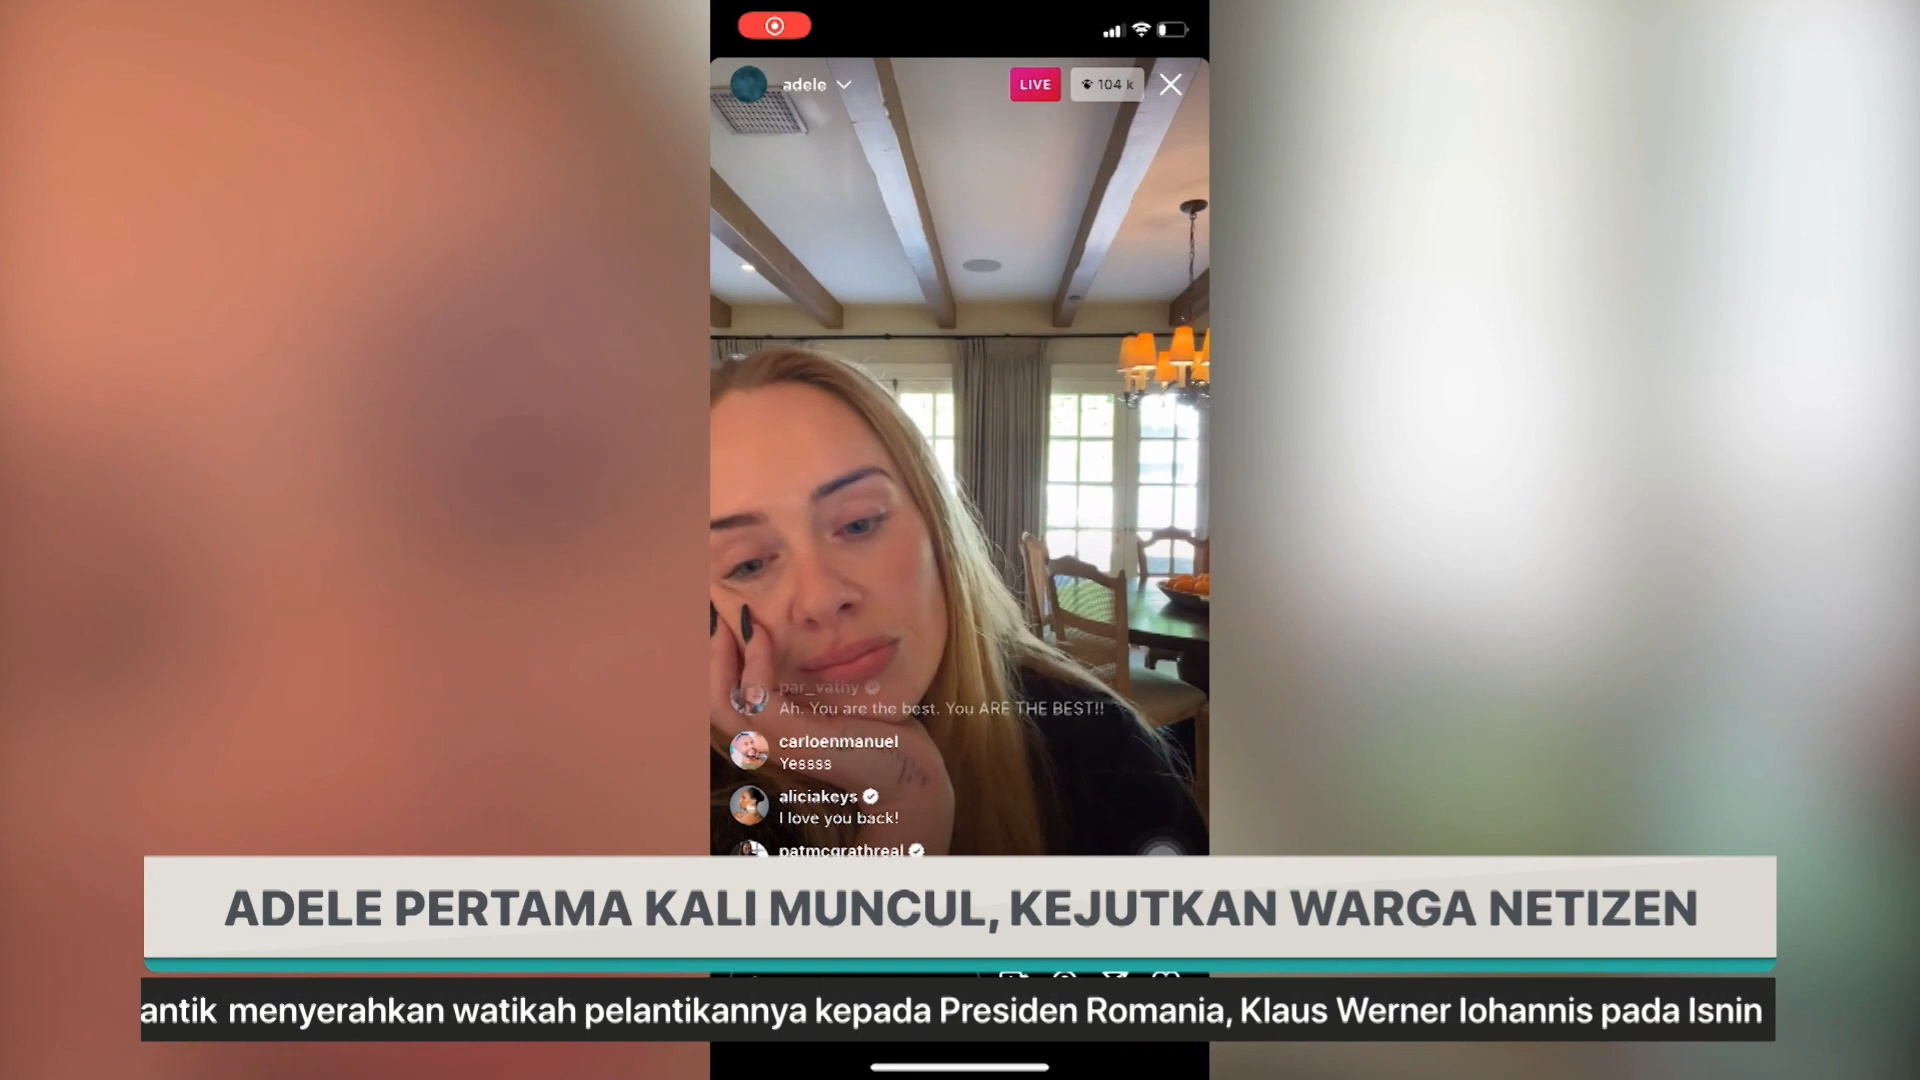 adele
LIVE
104 k
par_vathy
Ah. You are the best. You ARE THE BEST!!
carloenmanuel
Yessss
aliciakeys
I love you back!
patmcgrathreal
ADELE PERTAMA KALI MUNCUL, KEJUTKAN WARGA NETIZEN
antik menyerahkan watikah pelantikannya kepada Presiden Romania, Klaus Werner Iohannis pada Isnin